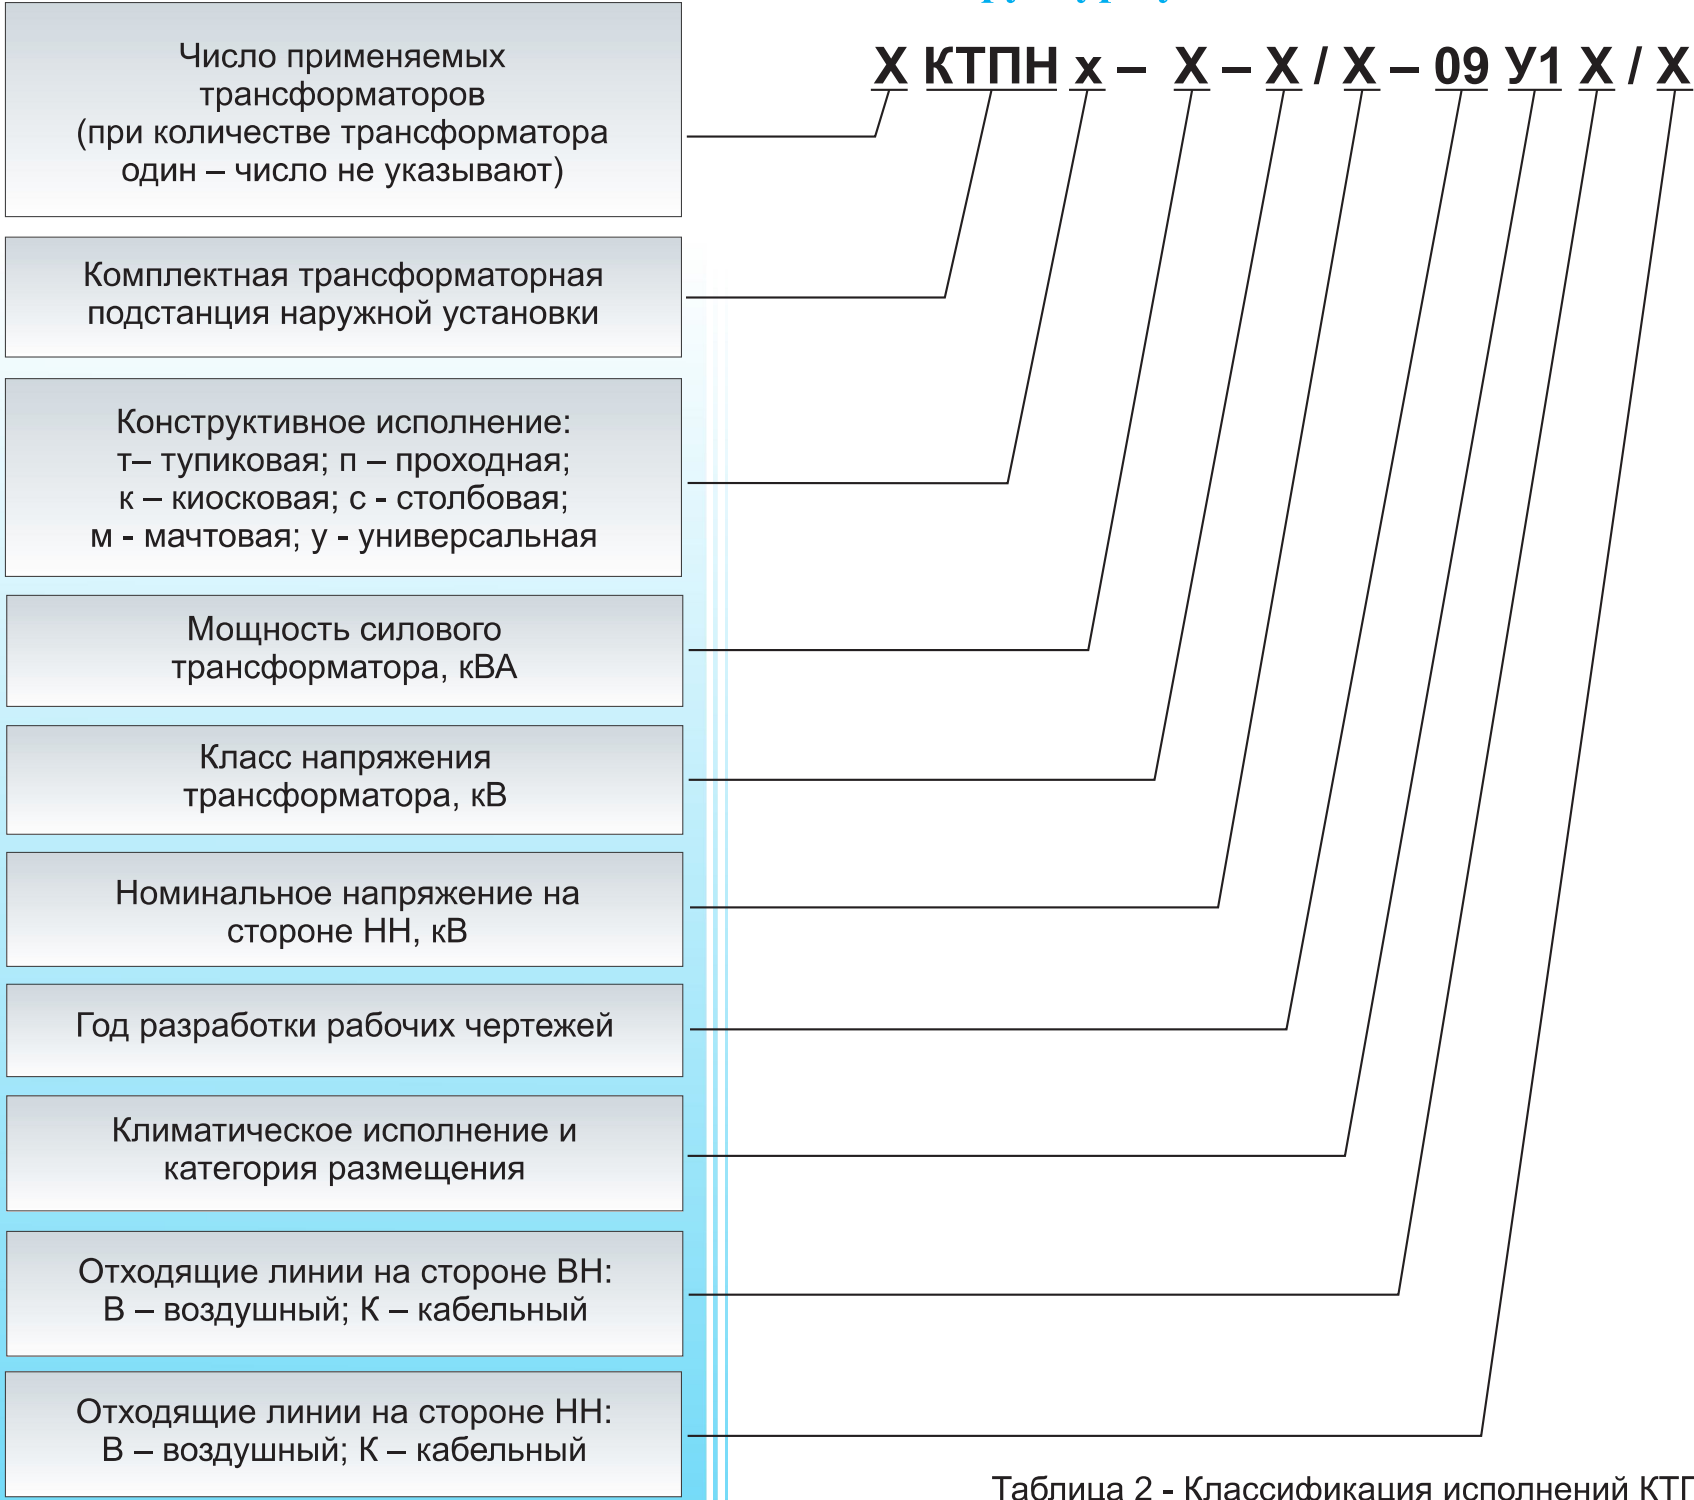 Х КТПН х – Х – Х / Х – 09 У1 Х / Х
Число применяемых
трансформаторов
(при количестве трансформатора
один – число не указывают)
Комплектная трансформаторная
подстанция наружной установки
Конструктивное исполнение:
т– тупиковая; п – проходная;
к – киосковая; с - столбовая;
м - мачтовая; у - универсальная
Мощность силового
трансформатора, кВА
Класс напряжения
трансформатора, кВ
Номинальное напряжение на
стороне НН, кВ
Год разработки рабочих чертежей
Климатическое исполнение и
категория размещения
Отходящие линии на стороне ВН:
В – воздушный; К – кабельный
Отходящие линии на стороне НН:
В – воздушный; К – кабельный
Таблица 2 - Классификация исполнений